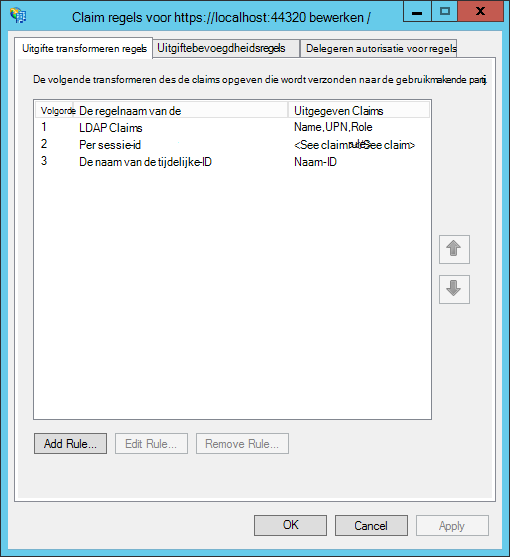 Claim regels voor https://localhost:44320 bewerken /
Uitgifte transformeren regels Uitgiftebevoegdheidsregels Delegeren autorisatie voor regels
De volgende transformeren des de claims opgeven die wordt verzonden naar de gebruikmakende
Volgorde De regelnaam van de Uitgegeven Claims
1 LDAP Claims Name,UPN,Role
2 Per sessie-id <See claim rule> <See claim>
3 De naam van de tijdelijke-ID Naam-ID
Add Rule... Edit Rule... Remove Rule...
OK Cancel Apply